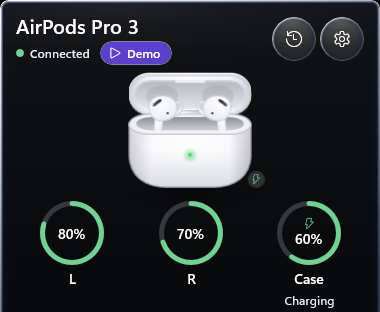 AirPods Pro 3
Connected
Demo
80%
70%
60%
L
R
Case
Charging